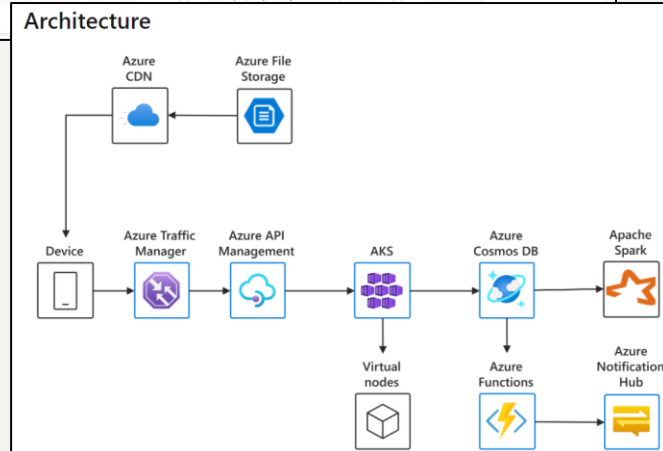 Architecture
Azure
CDN
Azure File
Storage
Device
Azure Traffic
Manager
Azure API
Management
AKS
Azure
Cosmos DB
Apache
Spark
Virtual
nodes
Azure
Functions
Azure
Notification
Hub